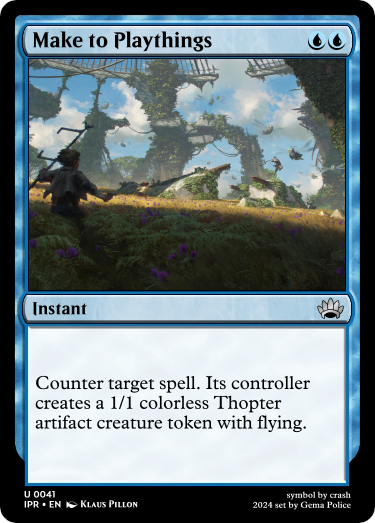 Make to Playthings
Instant
Counter target spell. Its controller
creates a 1/1 colorless Thopter
artifact creature token with flying.
U 0041
IPR • EN Klaus Pillon
symbol by crash
2024 set by Gema Police